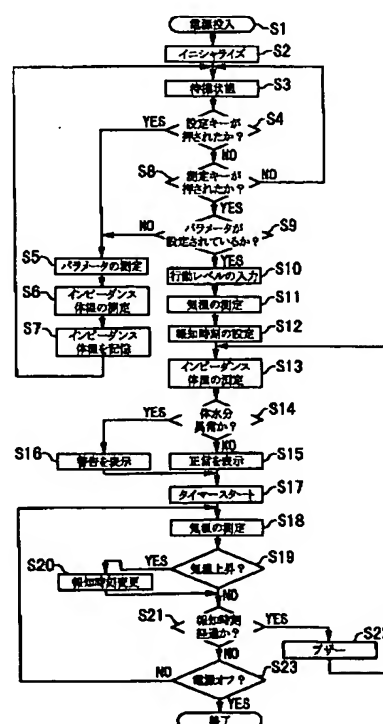 電源投入 S1
イニシャライズ S2
待機状態 S3
設定キーが
押されたか? S4
YES
NO
測定キーが
押されたか? S8
NO
YES
パラメータが
設定されているか? S9
NO
YES
S5 パラメータの測定
S6 インピーダンス
体温の測定
S7 インピーダンス
体温を記憶
行動レベルの入力 S10
気温の測定 S11
報知時刻の設定 S12
インピーダンス
体温の測定 S13
体水分
異常か? S14
YES
NO
S16 警告を表示
正常を表示 S15
タイマースタート S17
気温の測定 S18
気温上昇? S19
YES
NO
S20 報知時刻変更
S21 報知時刻
経過か?
YES
NO
ブザー S22
電源オフ? S23
NO
YES
終了